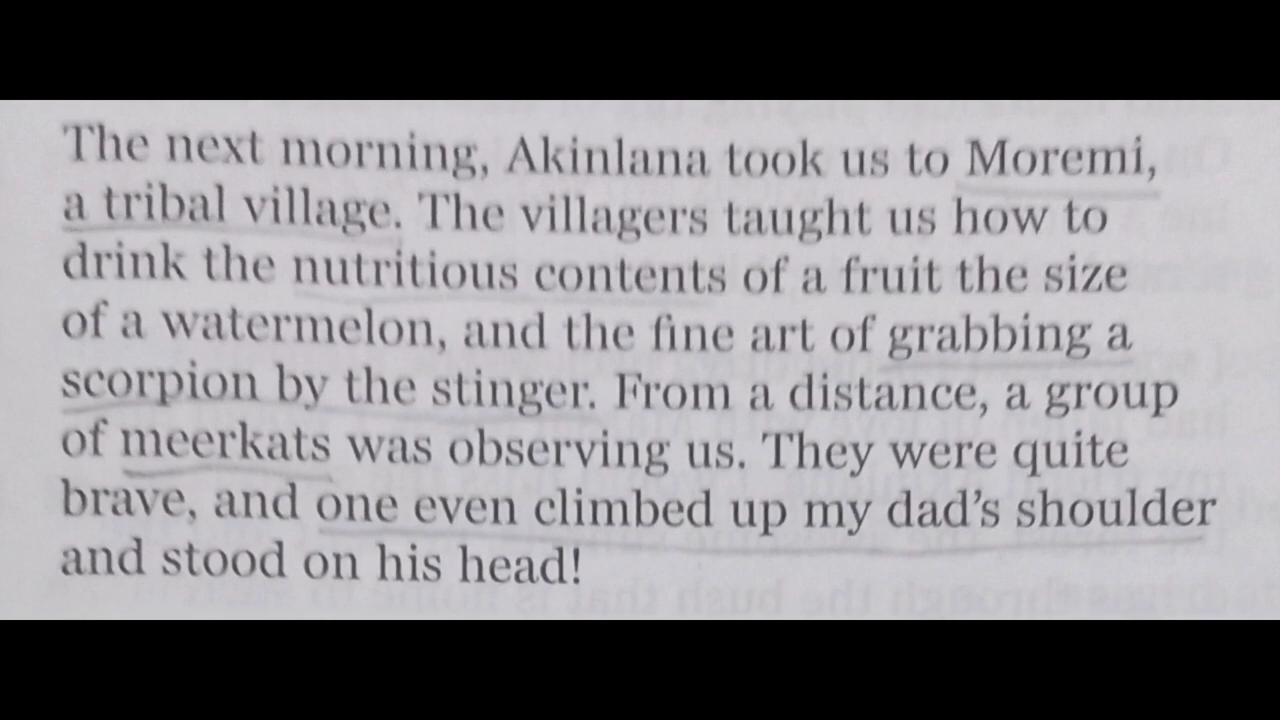 The next morning, Akinlana took us to Moremi,
a tribal village. The villagers taught us how to
drink the nutritious contents of a fruit the size
of a watermelon, and the fine art of grabbing a
scorpion by the stinger. From a distance, a group
of meerkats was observing us. They were quite
brave, and one even climbed up my dad's shoulder
and stood on his head!